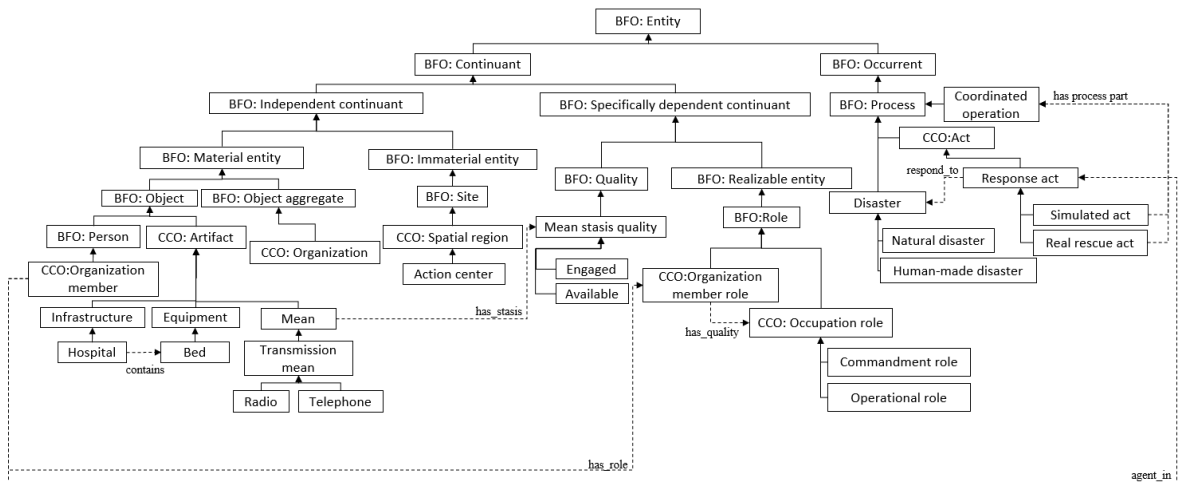 BFO: Entity
BFO: Continuant
BFO: Occurrent
BFO: Independent continuant
BFO: Specifically dependent continuant
BFO: Process
Coordinated
operation
has process part
CCO:Act
BFO: Material entity
BFO: Immaterial entity
BFO: Quality
BFO: Realizable entity
respond_to
Response act
BFO: Object
BFO: Object aggregate
BFO: Site
Disaster
Mean stasis quality
BFO:Role
Simulated act
BFO: Person
CCO: Artifact
CCO: Organization
CCO: Spatial region
Natural disaster
Real rescue act
CCO:Organization
member
Action center
Engaged
Available
CCO:Organization
member role
Human-made disaster
Infrastructure
Equipment
Mean
has_stasis
has_quality
CCO: Occupation role
Hospital
contains
Bed
Transmission
mean
Commandment role
Radio
Telephone
Operational role
has_role
agent_in